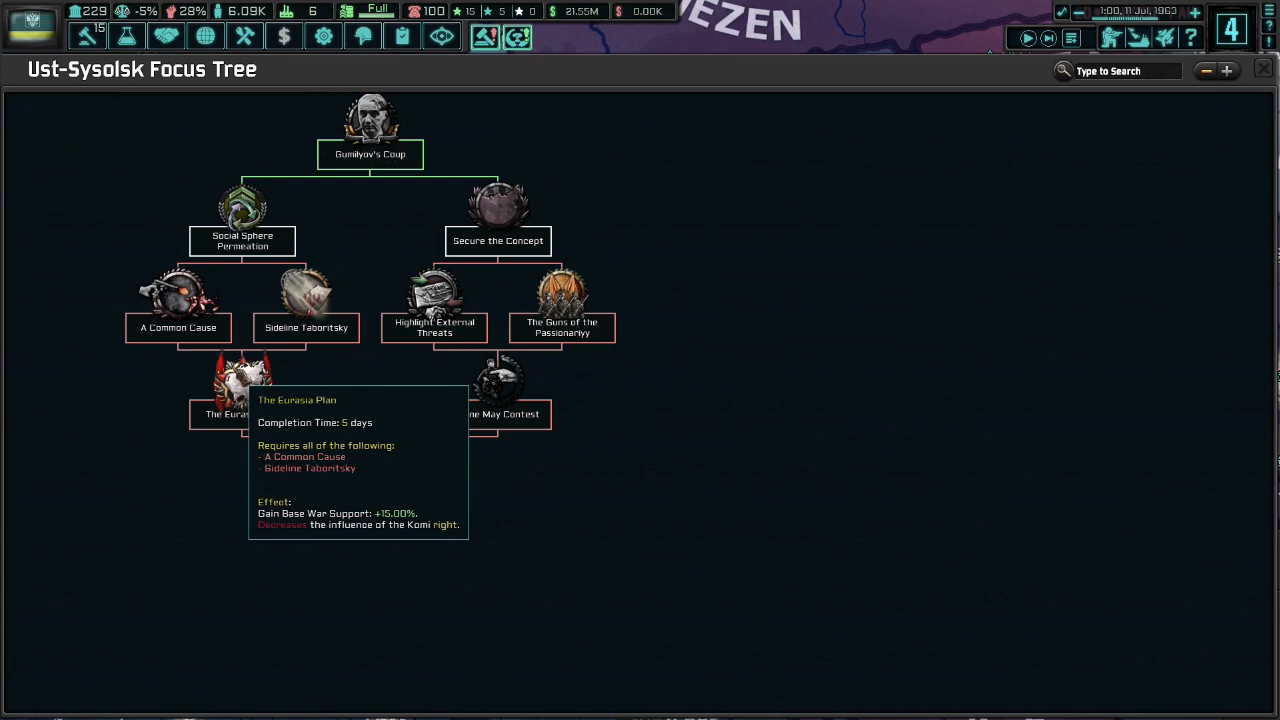 229 -5% 28% 6.09K 6 Full 100 15 5 0 $ 21.55M $ 0.00K
1:00, 11 Jul, 1963
4
15
VEZEN
Ust-Sysolsk Focus Tree
Type to Search
Gumilyov's Coup
Social Sphere
Permeation
Secure the Concept
A Common Cause
Sideline Taboritsky
Highlight External
Threats
The Guns of the
Passionariyy
The Euras
ne May Contest
The Eurasia Plan
Completion Time: 5 days
Requires all of the following:
- A Common Cause
- Sideline Taboritsky
Effect:
Gain Base War Support: +15.00%.
Decreases the influence of the Komi right.